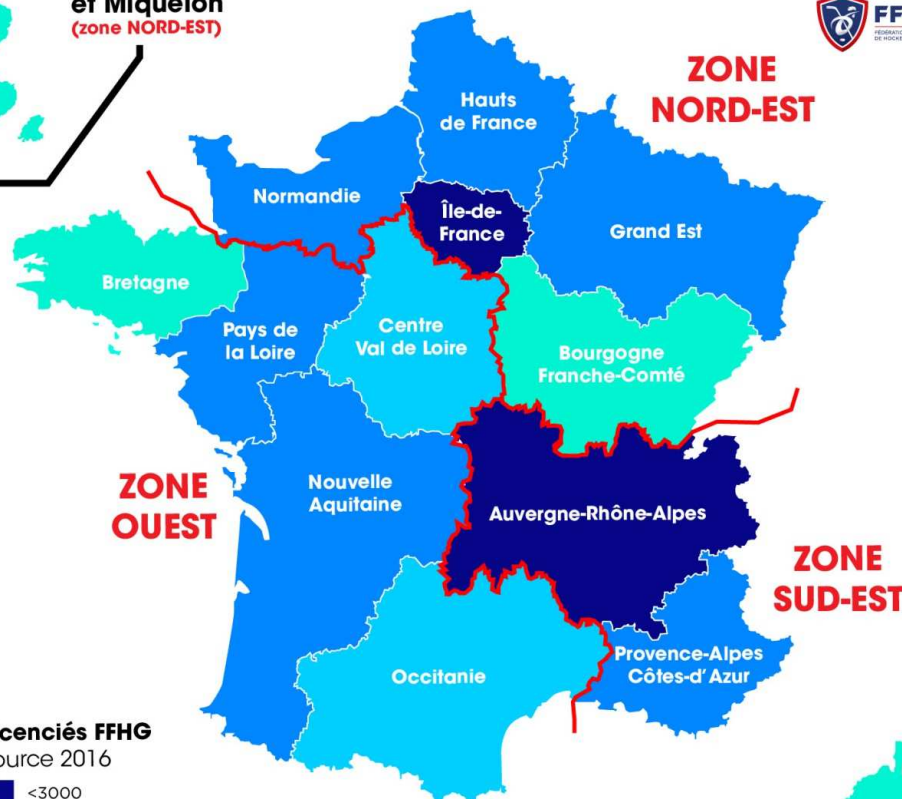 et Miquelon
(zone NORD-EST)
FF
ZONE
NORD-EST
Hauts
de France
Normandie
Île-de-
France
Grand Est
Bretagne
Pays de
la Loire
Centre
Val de Loire
Bourgogne
Franche-Comté
ZONE
OUEST
Nouvelle
Aquitaine
Auvergne-Rhône-Alpes
ZONE
SUD-EST
Provence-Alpes
Côtes-d'Azur
Occitanie
cenciés FFHG
ource 2016
<3000